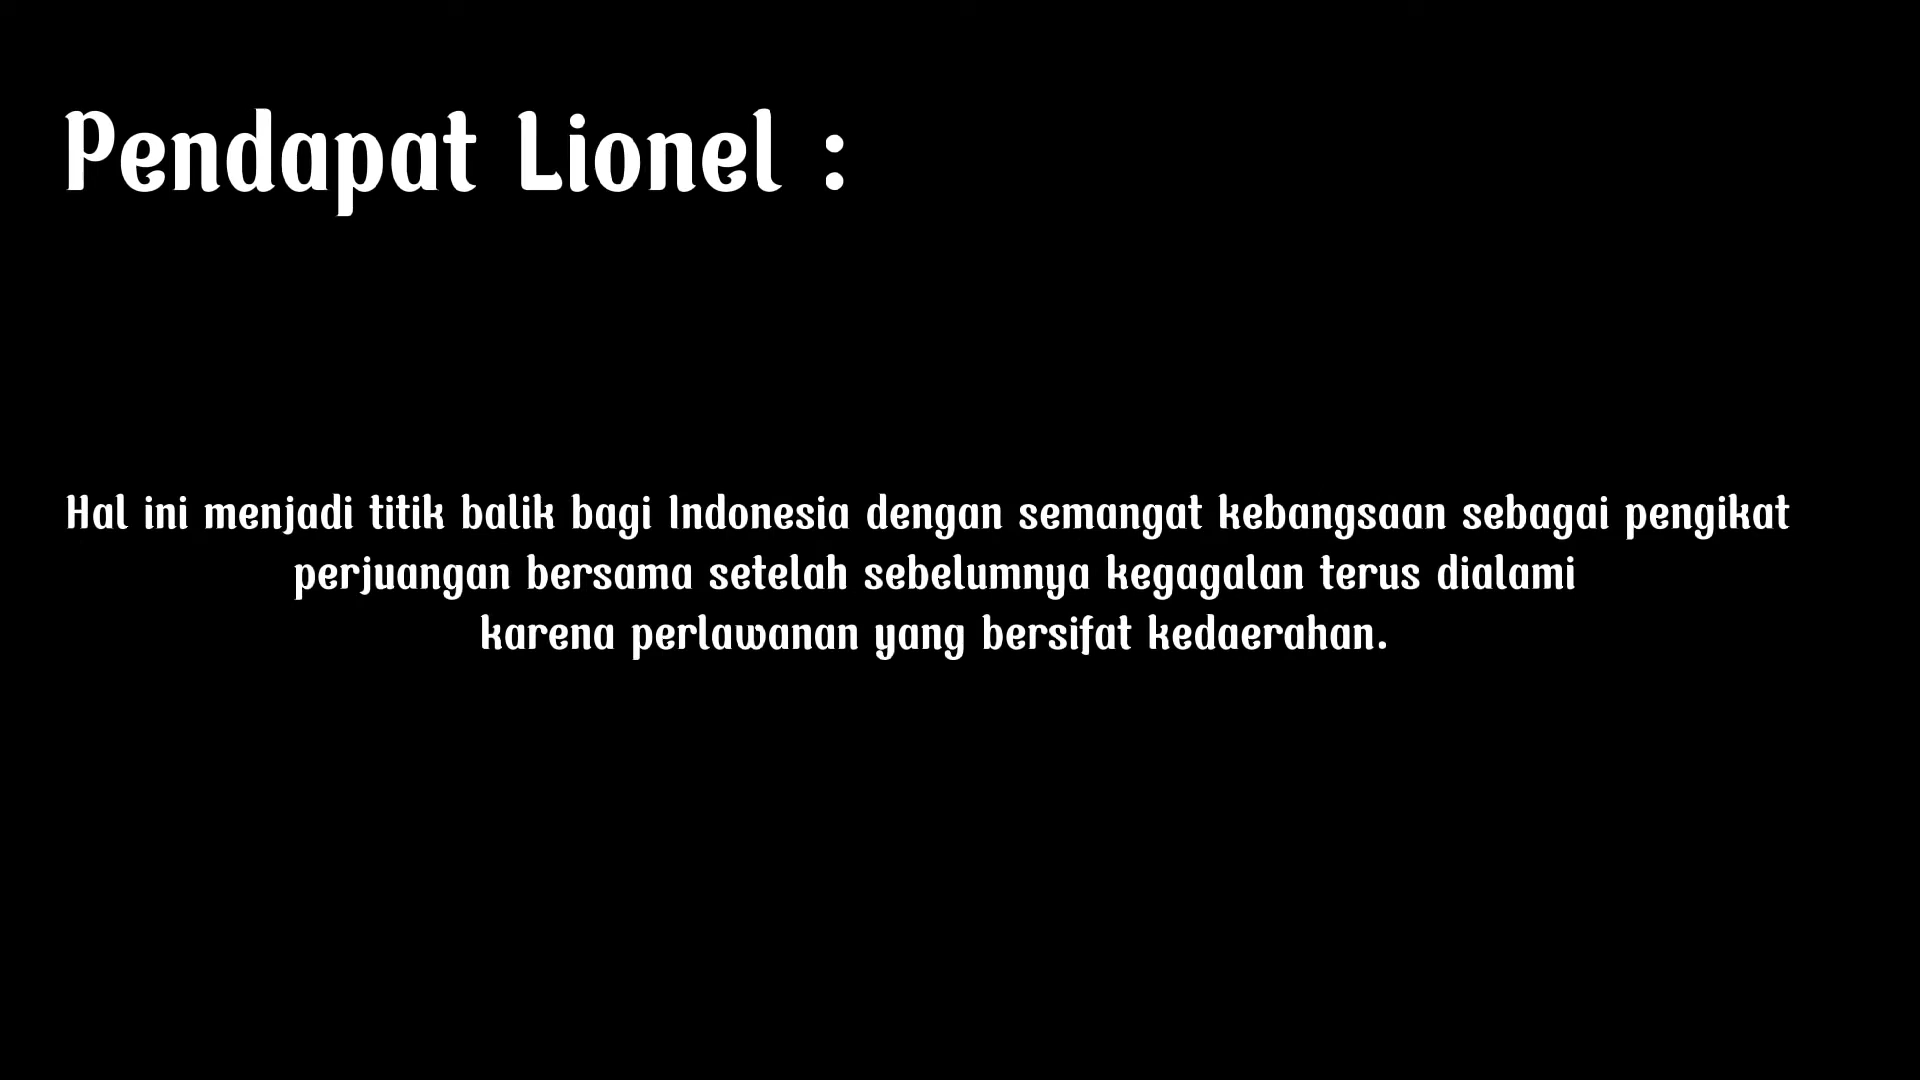 Pendapat Lionel :
Hal ini menjadi titik balik bagi Indonesia dengan semangat kebangsaan sebagai pengikat
perjuangan bersama setelah sebelumnya kegagalan terus dialami
karena perlawanan yang bersifat kedaerahan.